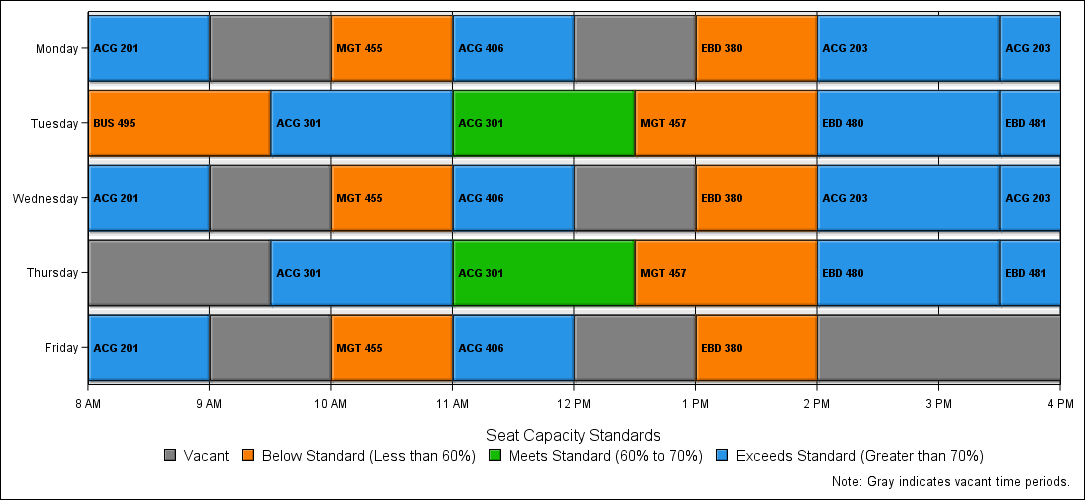 Monday ACG 201 MGT 455 ACG 406 EBD 380 ACG 203 ACG 203
Tuesday BUS 495 ACG 301 ACG 301 MGT 457 EBD 480 EBD 481
Wednesday ACG 201 MGT 455 ACG 406 EBD 380 ACG 203 ACG 203
Thursday ACG 301 ACG 301 MGT 457 EBD 480 EBD 481
Friday ACG 201 MGT 455 ACG 406 EBD 380
8 AM 9 AM 10 AM 11 AM 12 PM 1 PM 2 PM 3 PM 4 PM
Seat Capacity Standards
Vacant Below Standard (Less than 60%) Meets Standard (60% to 70%) Exceeds Standard (Greater than 70%)
Note: Gray indicates vacant time periods.